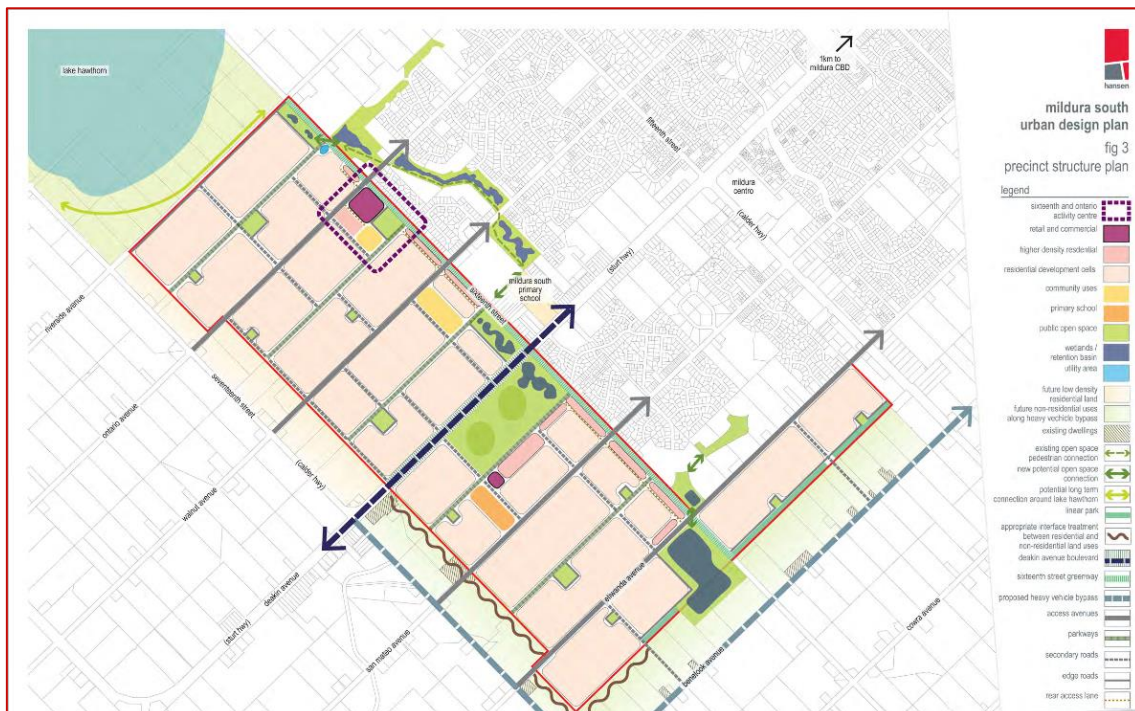 lake hawthorn
1km to
mildura CBD
fifteenth street
mildura
centro
(calder hwy)
(sturt hwy)
mildura south
primary
school
sixteenth street
riverside avenue
seventeenth street
ontario avenue
walnut avenue
(calder hwy)
deakin avenue
(sturt hwy)
san mateo avenue
etiwanda avenue
benetook avenue
cowra avenue
hansen
mildura south
urban design plan
fig 3
precinct structure plan
legend
sixteenth and ontario
activity centre
retail and commercial
higher density residential
residential development cells
community uses
primary school
public open space
wetlands /
retention basin
utility area
future low density
residential land
future non-residential uses
along heavy vechicle bypass
existing dwellings
existing open space
pedestrian connection
new potential open space
connection
potential long term
connection around lake hawthorn
linear park
appropriate interface treatment
between residential and
non-residential land uses
deakin avenue boulevard
sixteenth street greenway
proposed heavy vehicle bypass
access avenues
parkways
secondary roads
edge roads
rear access lane